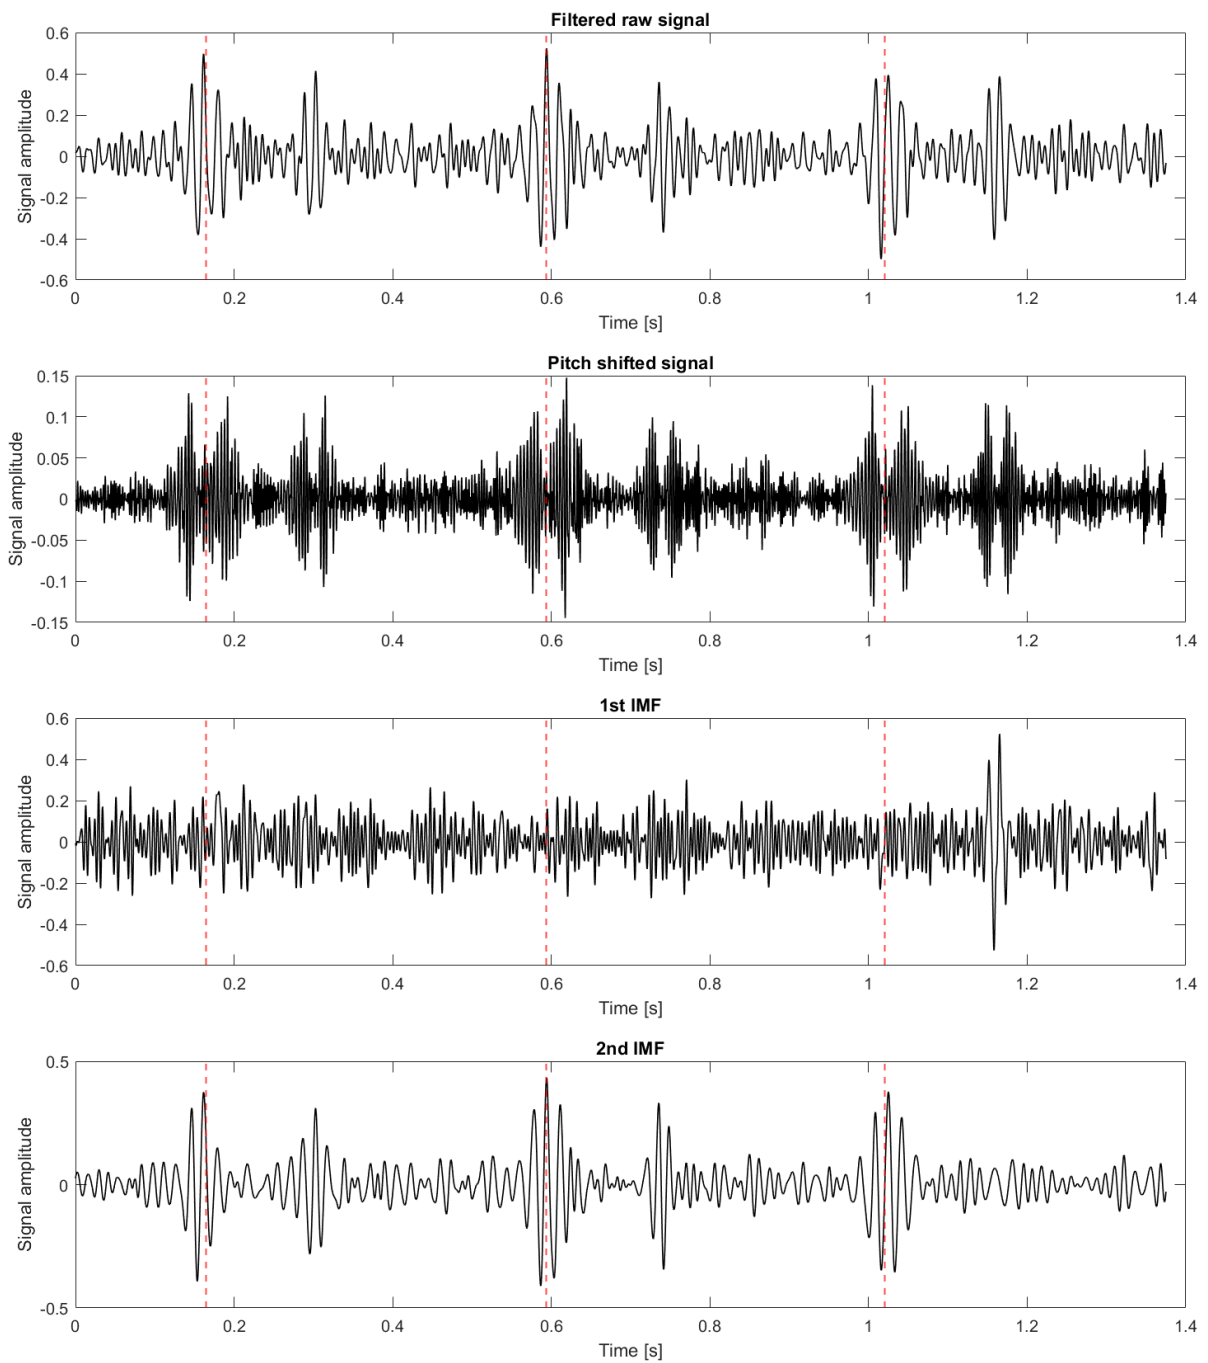 Filtered raw signal
0.6
0.4
0.2
0
-0.2
-0.4
-0.6
Signal amplitude
0 0.2 0.4 0.6 0.8 1 1.2 1.4
Time [s]
Pitch shifted signal
0.15
0.1
0.05
0
-0.05
-0.1
-0.15
Signal amplitude
0 0.2 0.4 0.6 0.8 1 1.2 1.4
Time [s]
1st IMF
0.6
0.4
0.2
0
-0.2
-0.4
-0.6
Signal amplitude
0 0.2 0.4 0.6 0.8 1 1.2 1.4
Time [s]
2nd IMF
0.5
0
-0.5
Signal amplitude
0 0.2 0.4 0.6 0.8 1 1.2 1.4
Time [s]